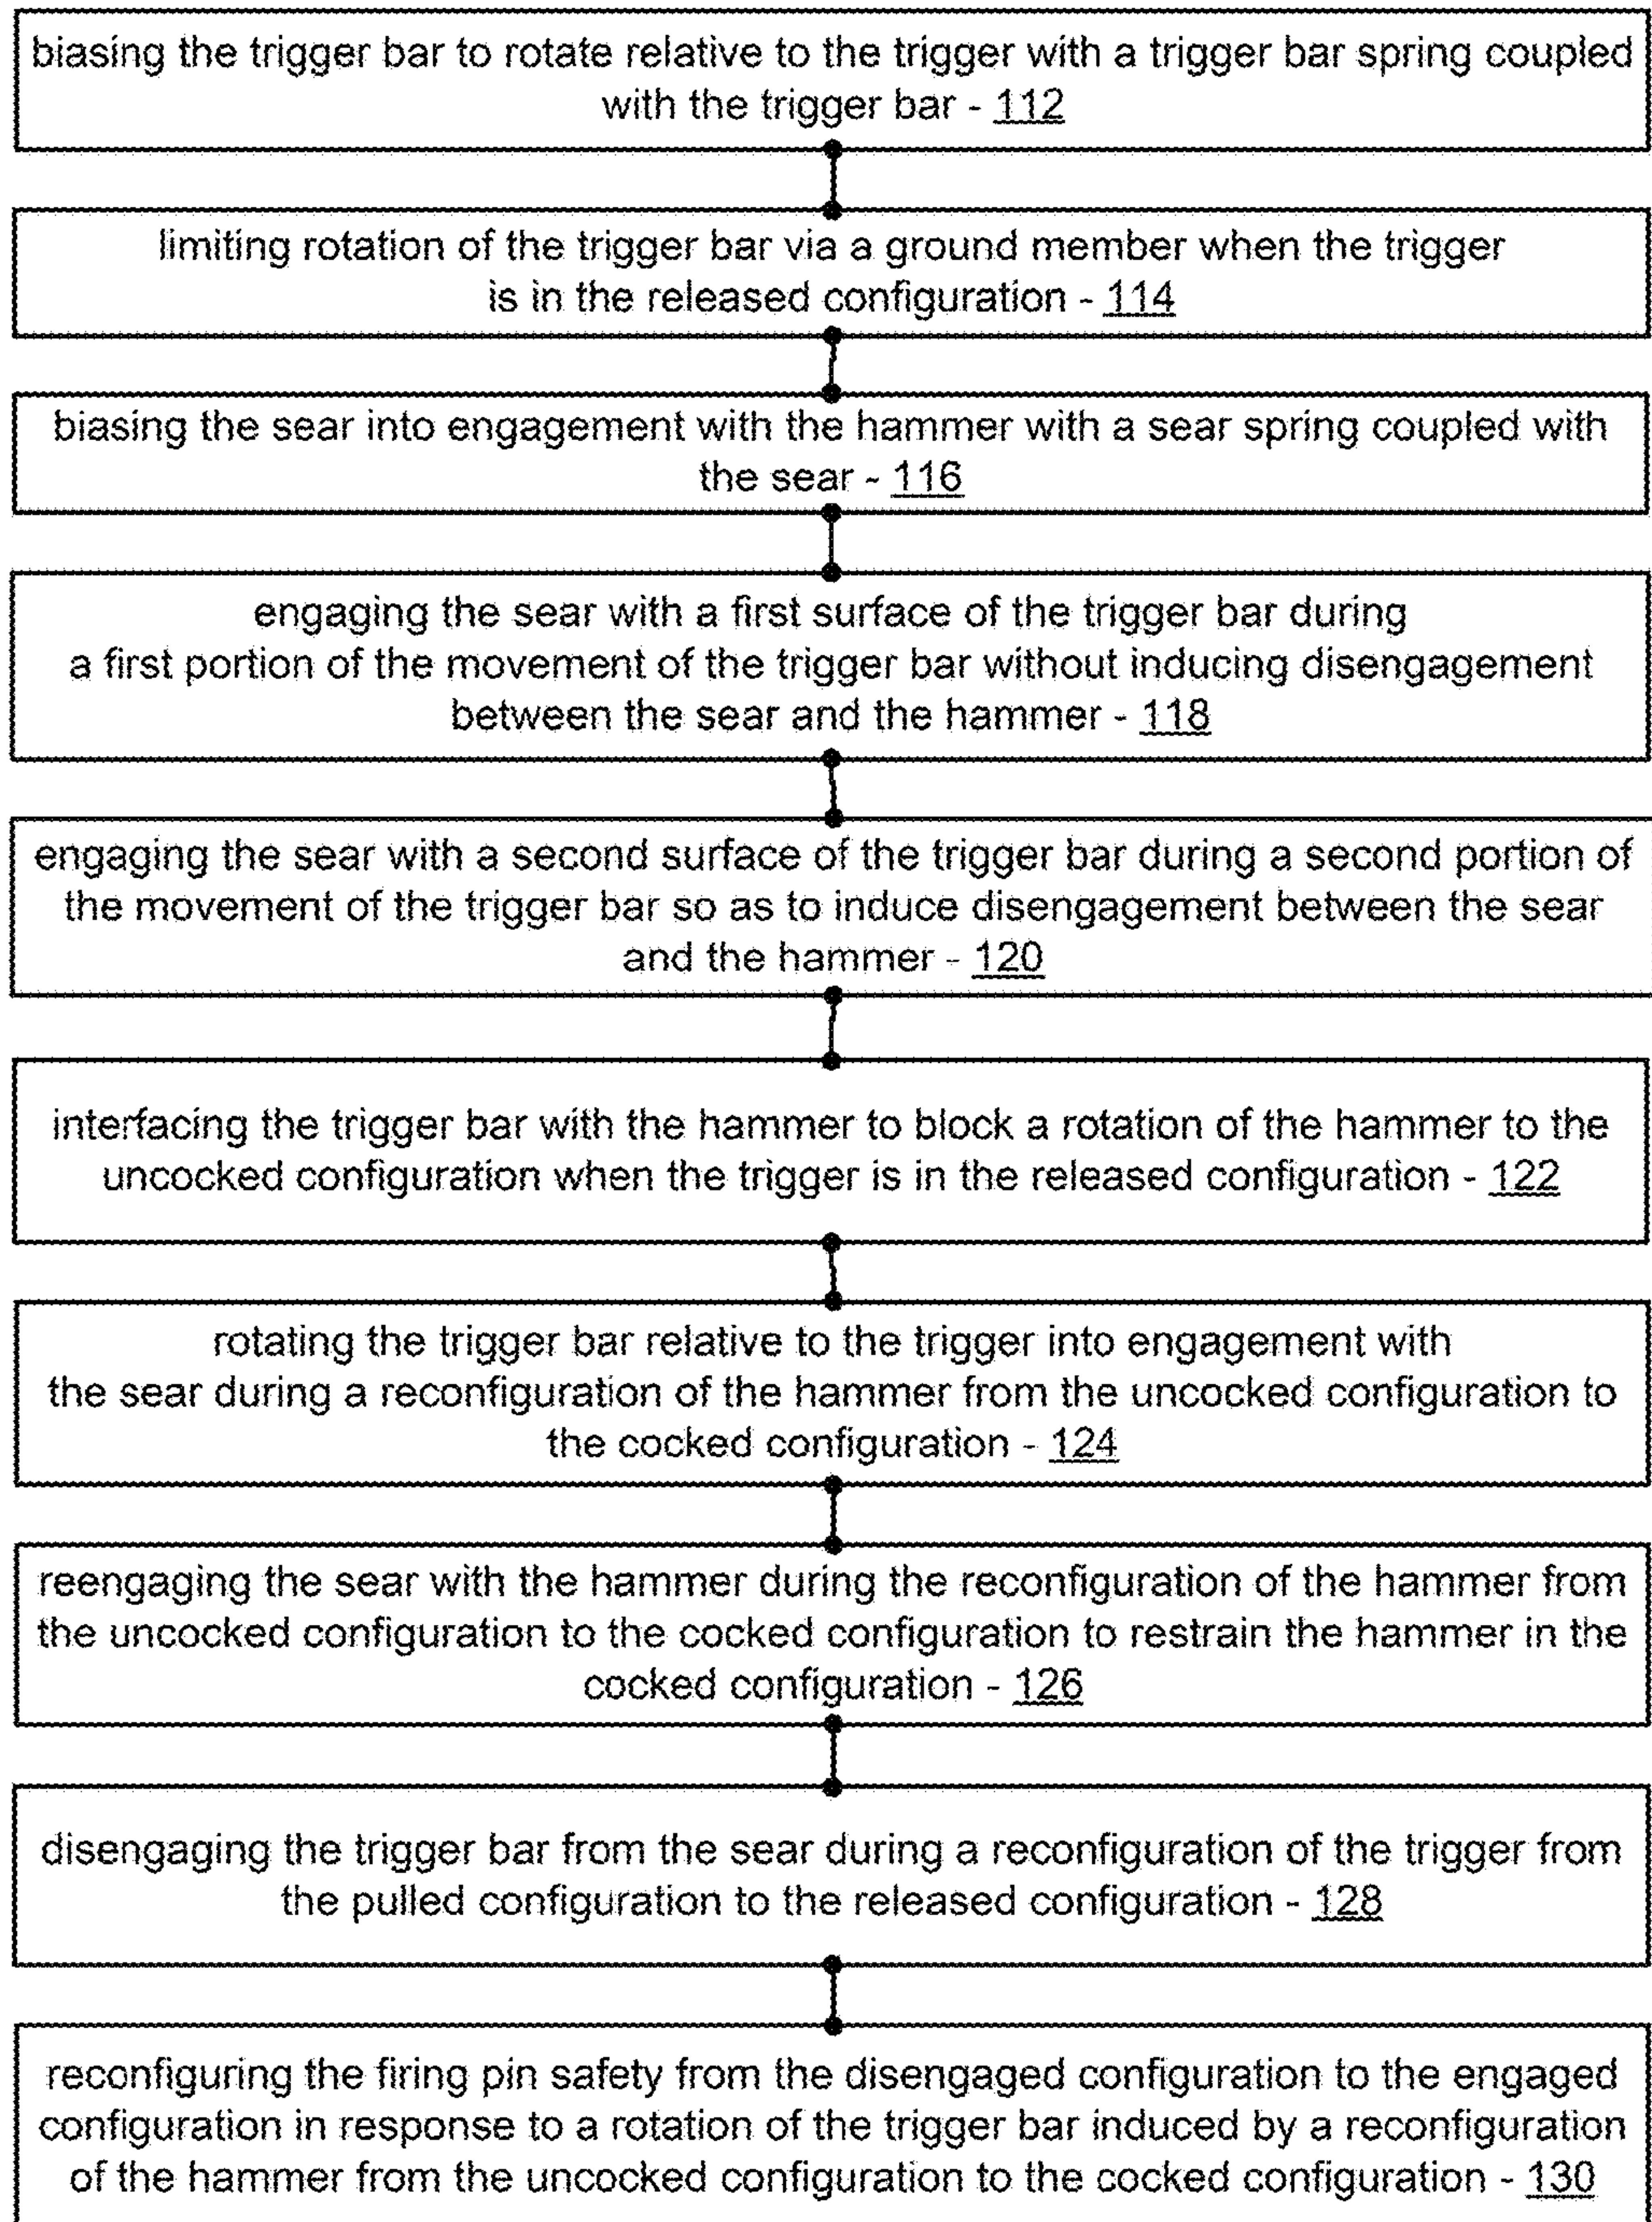 biasing the trigger bar to rotate relative to the trigger with a trigger bar spring coupled
with the trigger bar - 112
limiting rotation of the trigger bar via a ground member when the trigger
is in the released configuration - 114
biasing the sear into engagement with the hammer with a sear spring coupled with
the sear - 116
engaging the sear with a first surface of the trigger bar during
a first portion of the movement of the trigger bar without inducing disengagement
between the sear and the hammer - 118
engaging the sear with a second surface of the trigger bar during a second portion of
the movement of the trigger bar so as to induce disengagement between the sear
and the hammer - 120
interfacing the trigger bar with the hammer to block a rotation of the hammer to the
uncocked configuration when the trigger is in the released configuration - 122
rotating the trigger bar relative to the trigger into engagement with
the sear during a reconfiguration of the hammer from the uncocked configuration to
the cocked configuration - 124
reengaging the sear with the hammer during the reconfiguration of the hammer from
the uncocked configuration to the cocked configuration to restrain the hammer in the
cocked configuration - 126
disengaging the trigger bar from the sear during a reconfiguration of the trigger from
the pulled configuration to the released configuration - 128
reconfiguring the firing pin safety from the disengaged configuration to the engaged
configuration in response to a rotation of the trigger bar induced by a reconfiguration
of the hammer from the uncocked configuration to the cocked configuration - 130